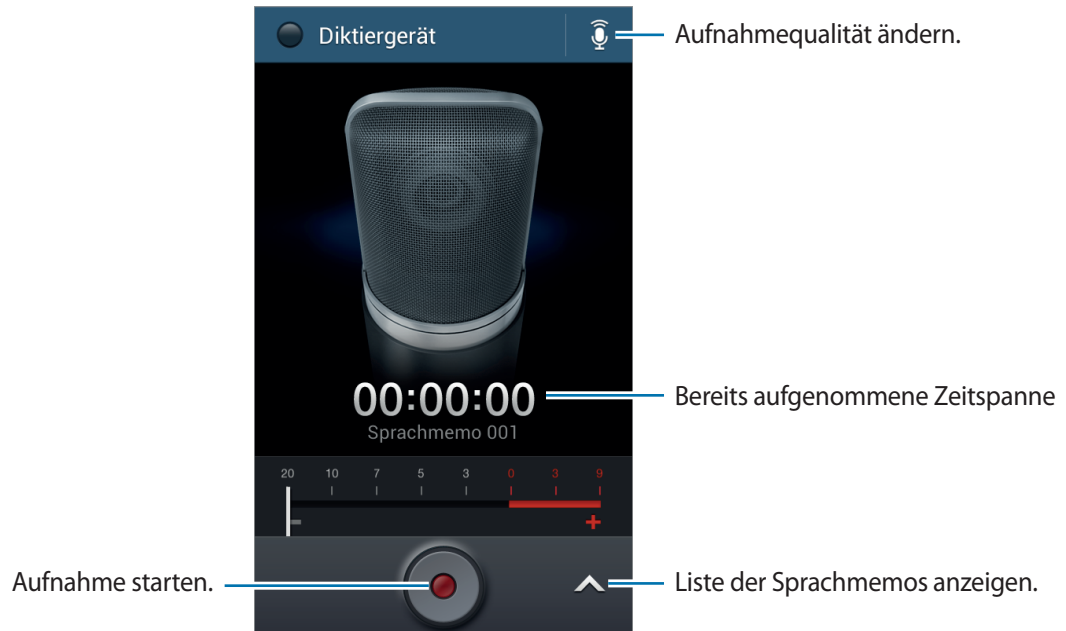 Diktiergerät
Aufnahmequalität ändern.
00:00:00
Bereits aufgenommene Zeitspanne
Sprachmemo 001
20 10 7 5 3 0 3 9
- +
Aufnahme starten.
Liste der Sprachmemos anzeigen.